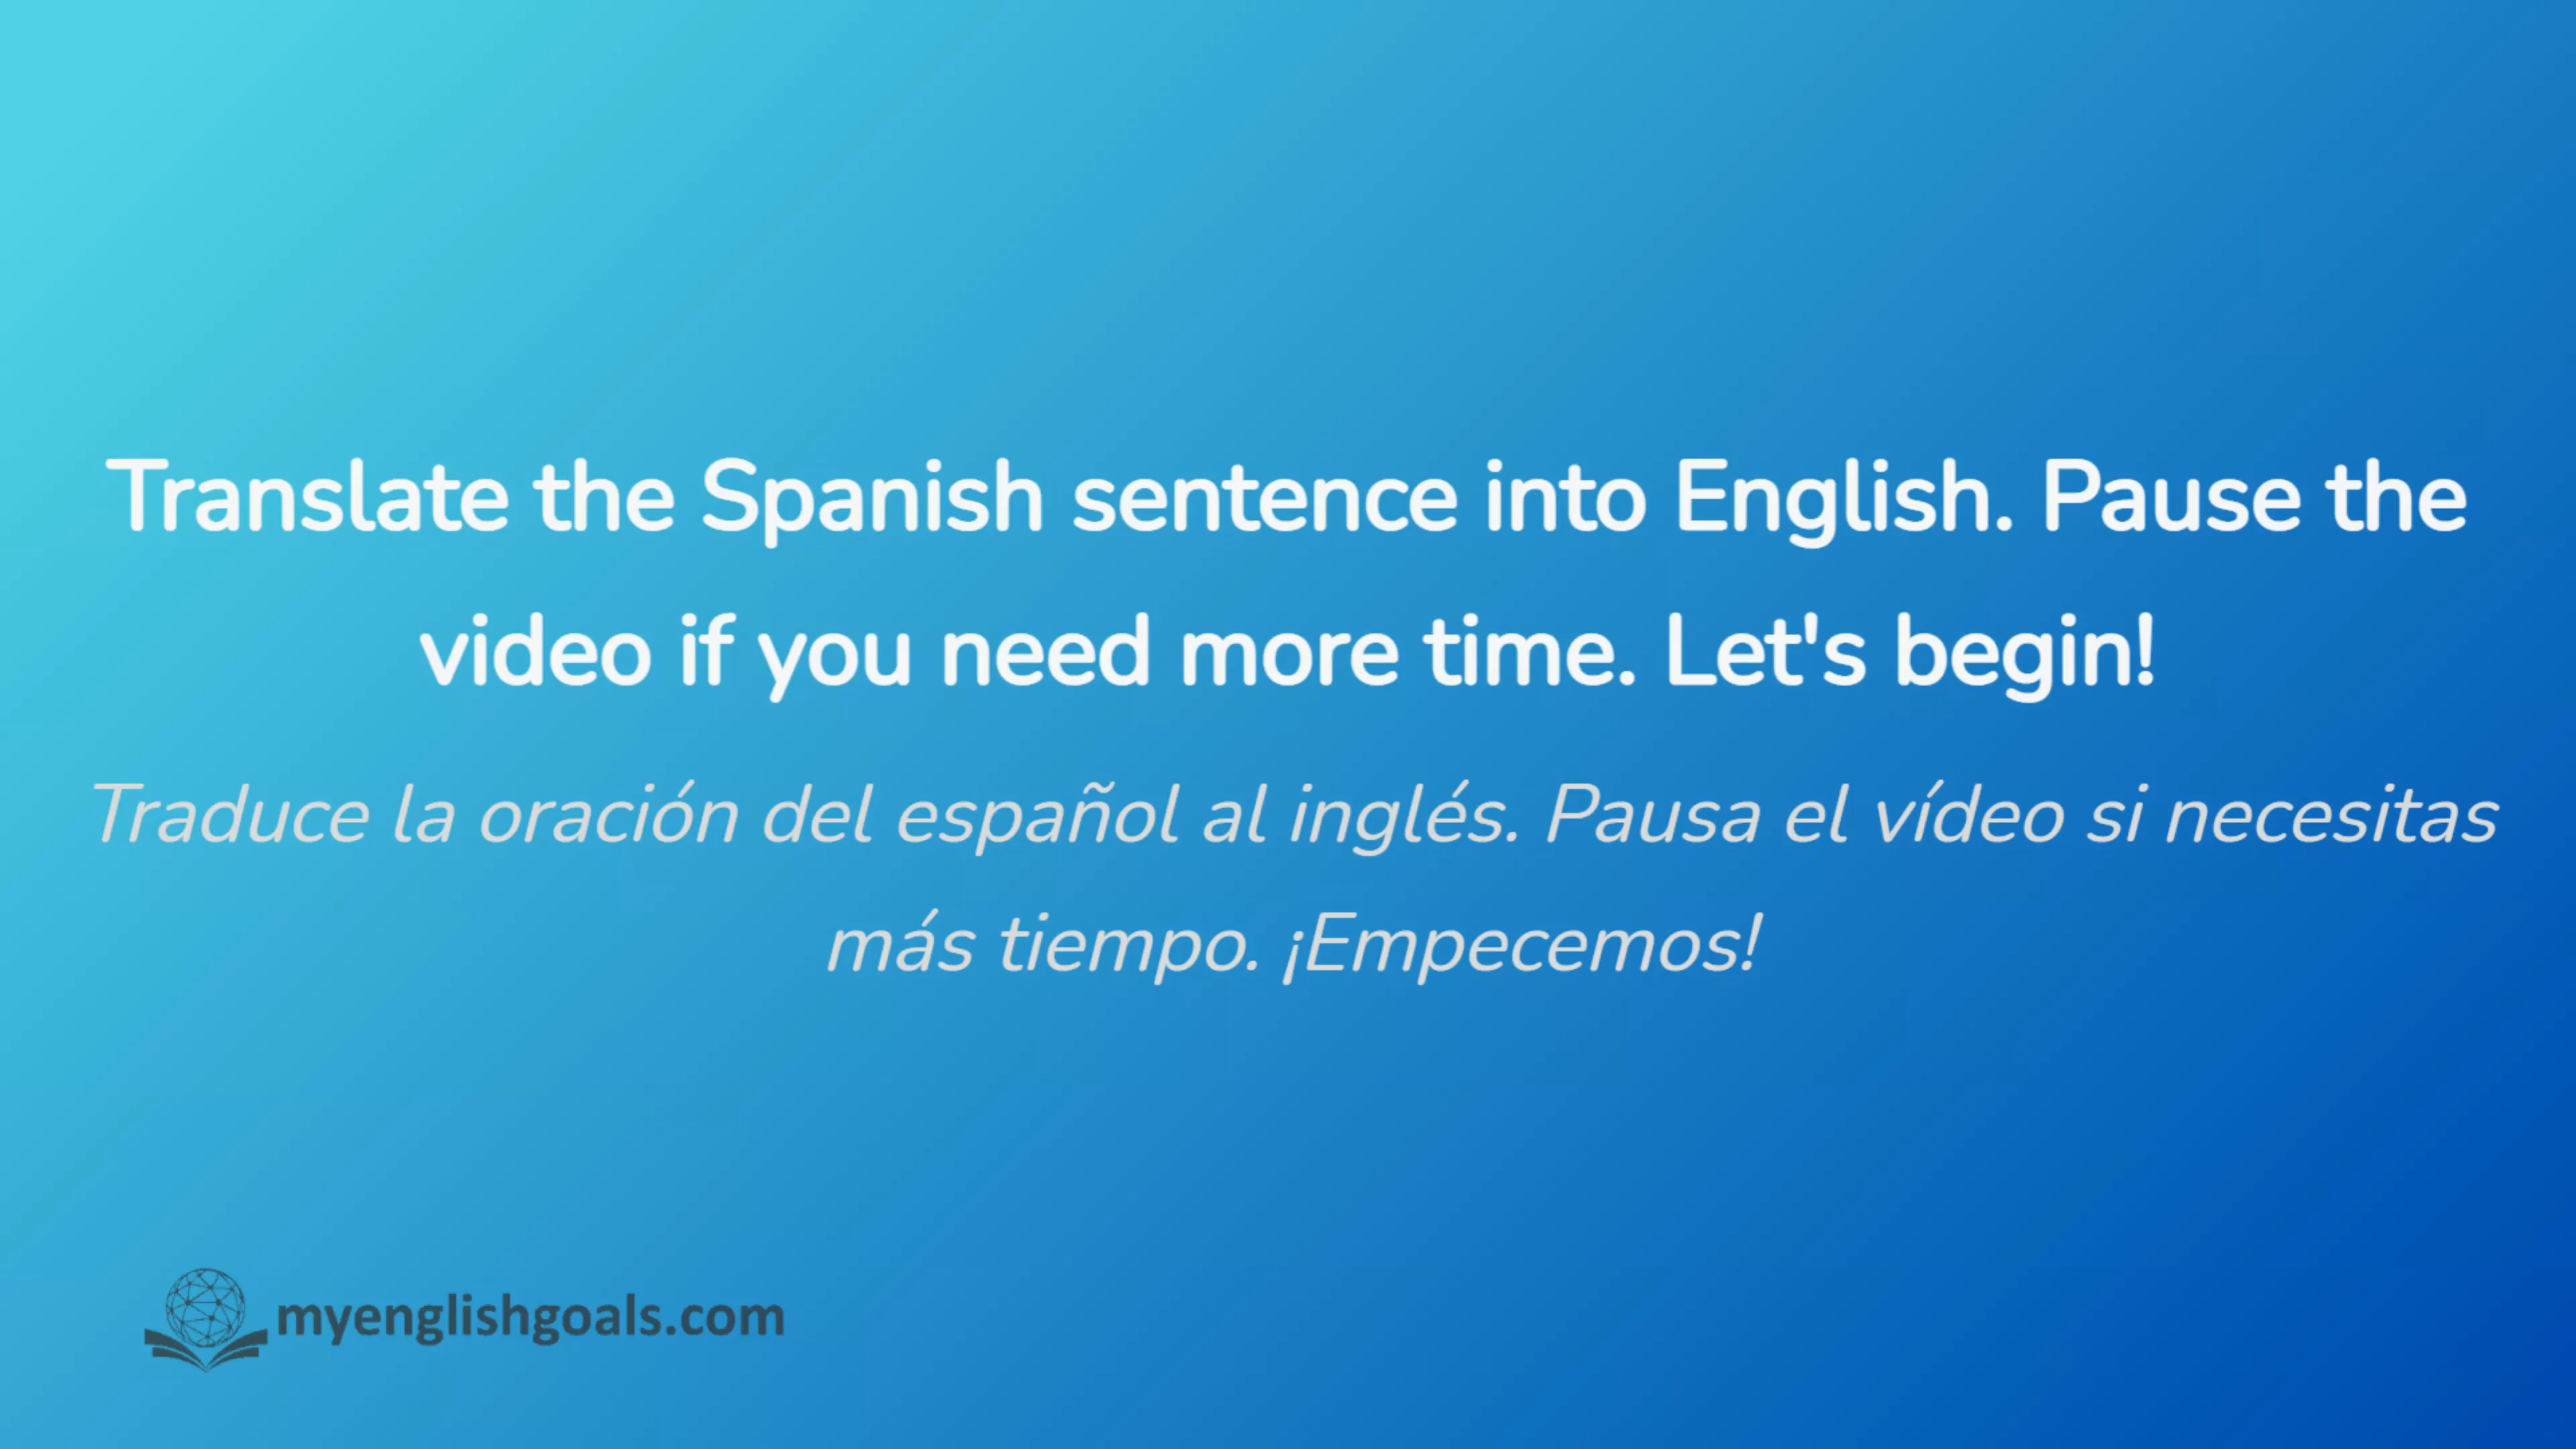 Translate the Spanish sentence into English. Pause the
video if you need more time. Let's begin!
Traduce la oración del español al inglés. Pausa el vídeo si necesitas
más tiempo. ¡Empecemos!
myenglishgoals.com